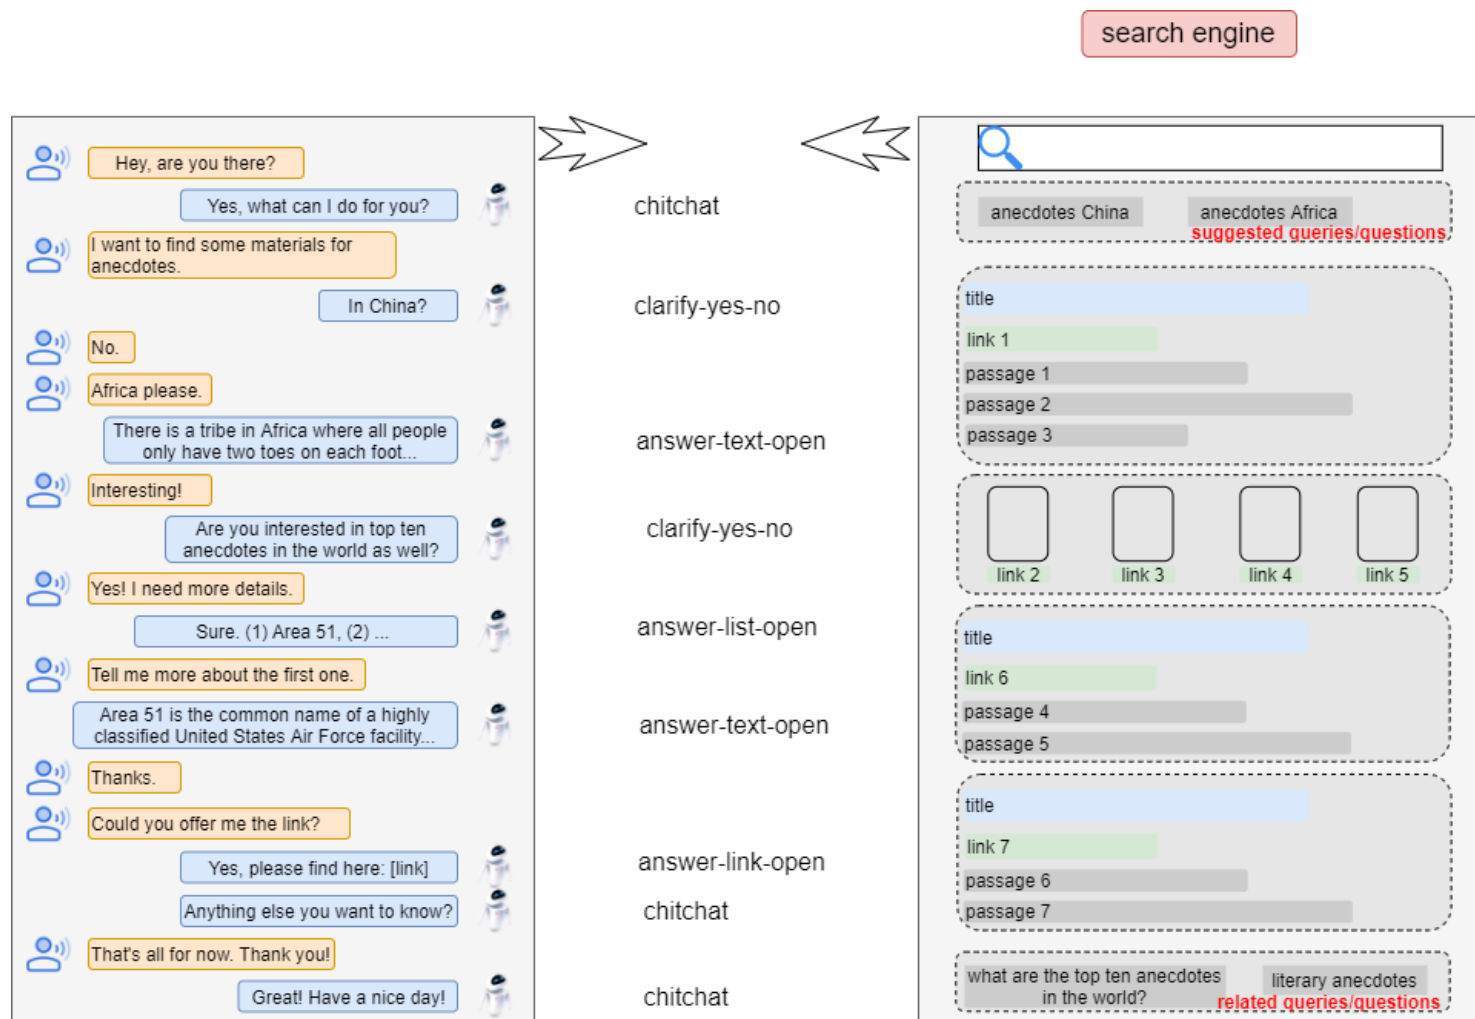 search engine
Hey, are you there?
Yes, what can I do for you?
I want to find some materials for
anecdotes.
In China?
No.
Africa please.
There is a tribe in Africa where all people
only have two toes on each foot...
Interesting!
Are you interested in top ten
anecdotes in the world as well?
Yes! I need more details.
Sure. (1) Area 51, (2) ...
Tell me more about the first one.
Area 51 is the common name of a highly
classified United States Air Force facility...
Thanks.
Could you offer me the link?
Yes, please find here: [link]
Anything else you want to know?
That's all for now. Thank you!
Great! Have a nice day!
chitchat
clarify-yes-no
answer-text-open
clarify-yes-no
answer-list-open
answer-text-open
answer-link-open
chitchat
chitchat
anecdotes China
anecdotes Africa
suggested queries/questions
title
link 1
passage 1
passage 2
passage 3
link 2
link 3
link 4
link 5
title
link 6
passage 4
passage 5
title
link 7
passage 6
passage 7
what are the top ten anecdotes
in the world?
literary anecdotes
related queries/questions